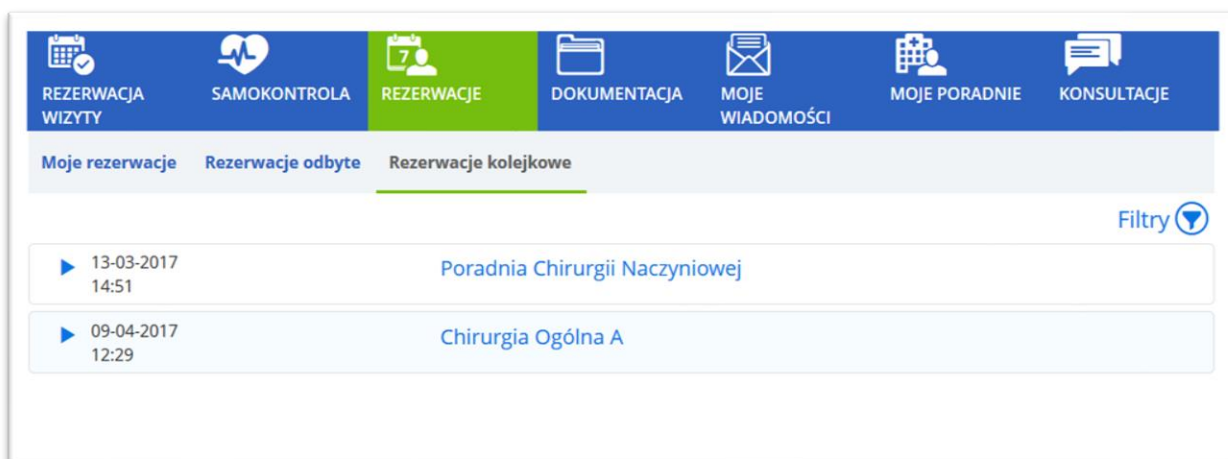 REZERWACJA
WIZYTY
SAMOKONTROLA
7
REZERWACJE
DOKUMENTACJA
MOJE
WIADOMOŚCI
MOJE PORADNIE
KONSULTACJE
Moje rezerwacje
Rezerwacje odbyte
Rezerwacje kolejkowe
Filtry
13-03-2017
14:51
Poradnia Chirurgii Naczyniowej
09-04-2017
12:29
Chirurgia Ogólna A